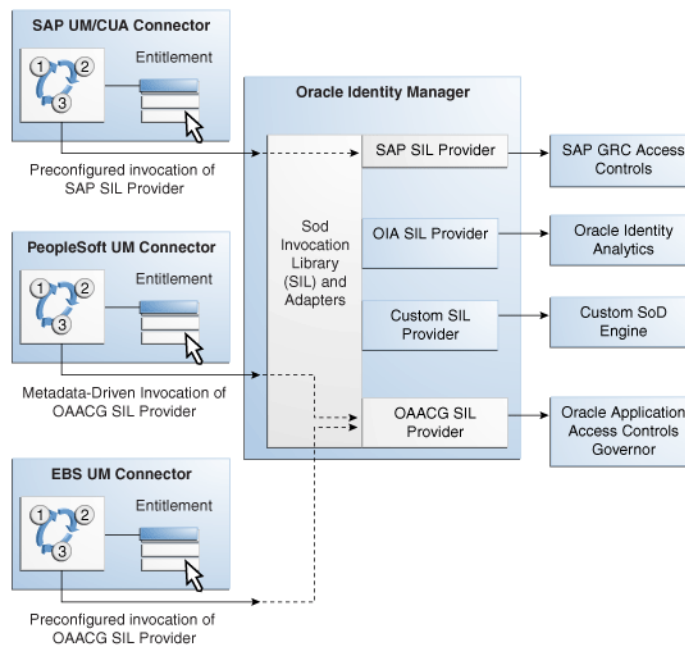 SAP UM/CUA Connector
1
2
3
Entitlement
Preconfigured invocation of
SAP SIL Provider
PeopleSoft UM Connector
1
2
3
Entitlement
Metadata-Driven Invocation of
OAACG SIL Provider
EBS UM Connector
1
2
3
Entitlement
Preconfigured invocation of
OAACG SIL Provider
Oracle Identity Manager
Sod
Invocation
Library
(SIL) and
Adapters
SAP SIL Provider
OIA SIL Provider
Custom SIL
Provider
OAACG SIL
Provider
SAP GRC Access
Controls
Oracle Identity
Analytics
Custom SoD
Engine
Oracle Application
Access Controls
Governor